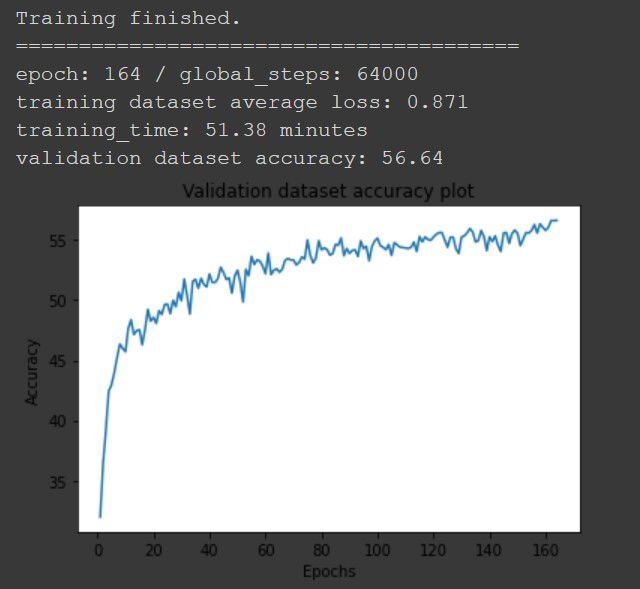 Training finished.
========================================
epoch: 164 / global_steps: 64000
training dataset average loss: 0.871
training_time: 51.38 minutes
validation dataset accuracy: 56.64
Validation dataset accuracy plot
Accuracy
55
50
45
40
35
0 20 40 60 80 100 120 140 160
Epochs